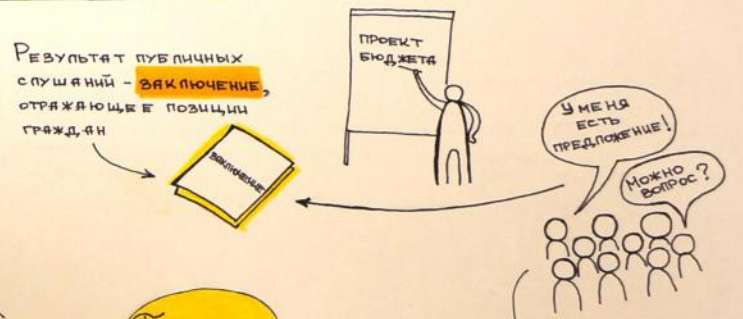 РЕЗУЛЬТАТ ПУБЛИЧНЫХ
СЛУШАНИЙ - ЗАКЛЮЧЕНИЕ,
ОТРАЖАЮЩЕЕ ПОЗИЦИИ
ГРАЖДАН
ЗАКЛЮЧЕНИЕ
ПРОЕКТ
БЮДЖЕТА
У МЕНЯ
ЕСТЬ
ПРЕДЛОЖЕНИЕ!
МОЖНО
ВОПРОС?